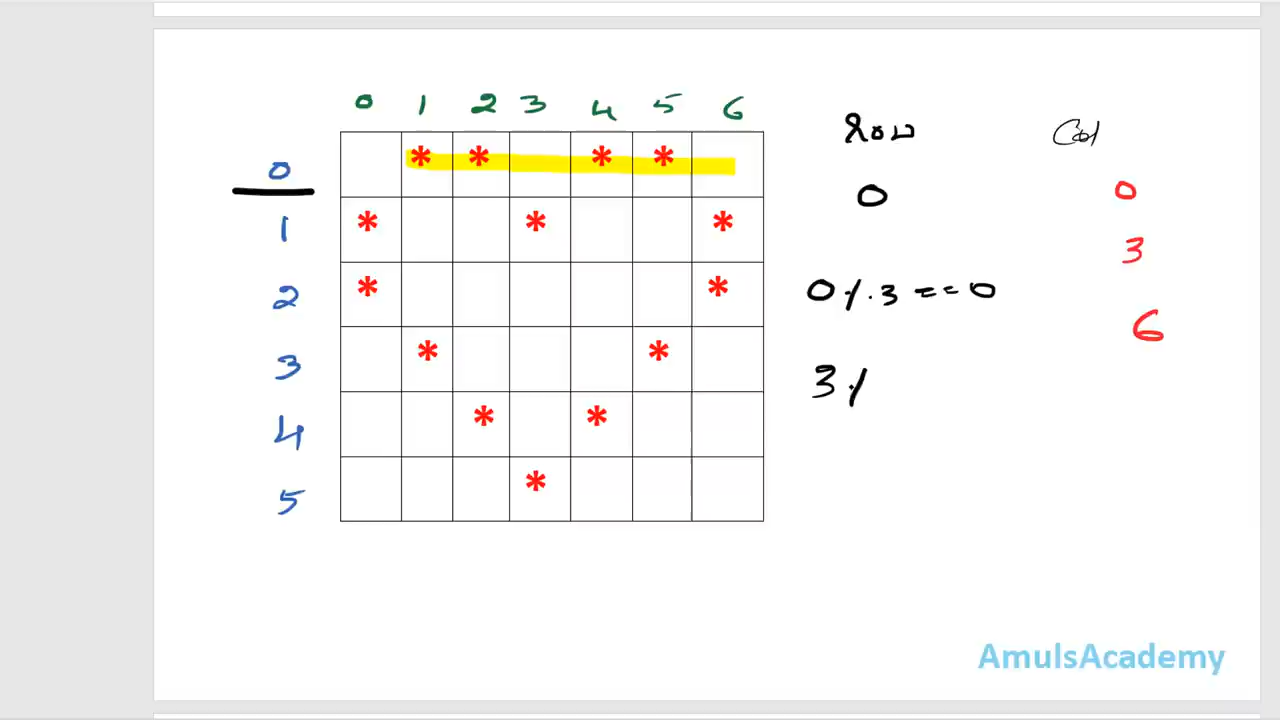 0 1 2 3 4 5 6
row Col
0 * * * *
0 0
1 * * *
3
2 * *
0 % 3 == 0
6
3 * *
3 %
4 * *
5 *
AmulsAcademy